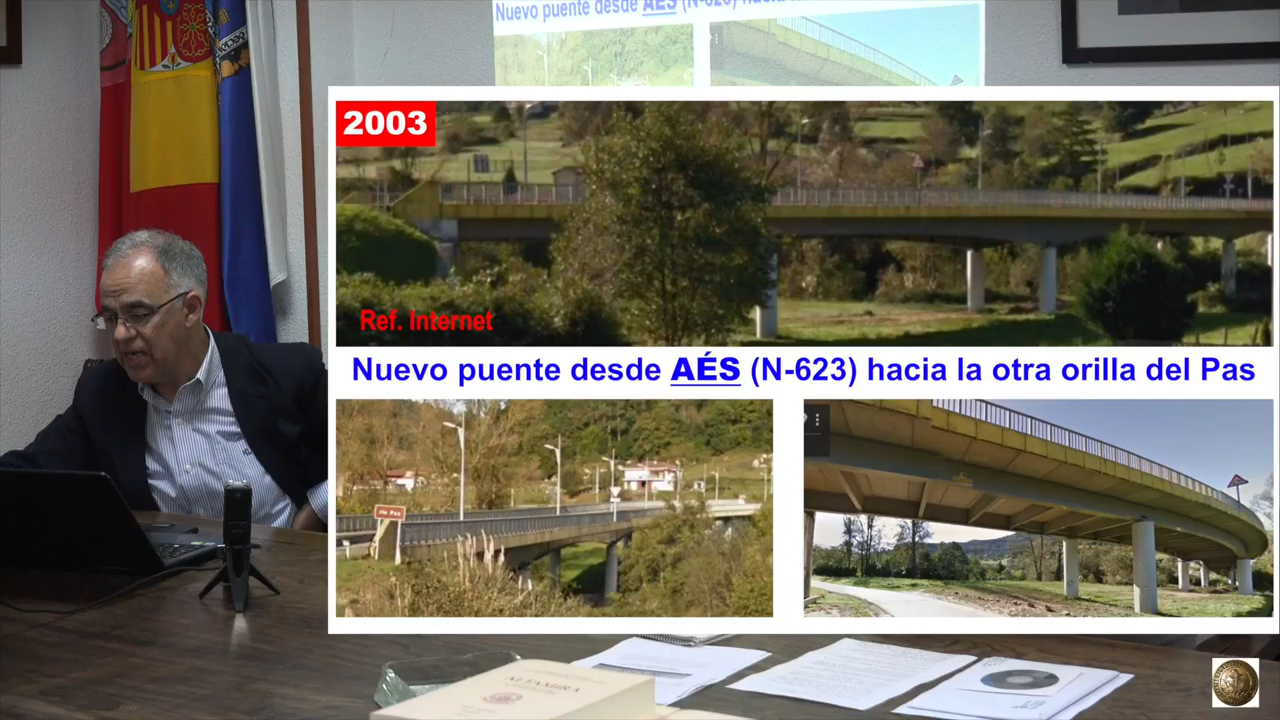 Nuevo puente desde AÉS (N-623) hacia
2003
Ref. Internet
Nuevo puente desde AÉS (N-623) hacia la otra orilla del Pas
río Pas
ALTAMIRA